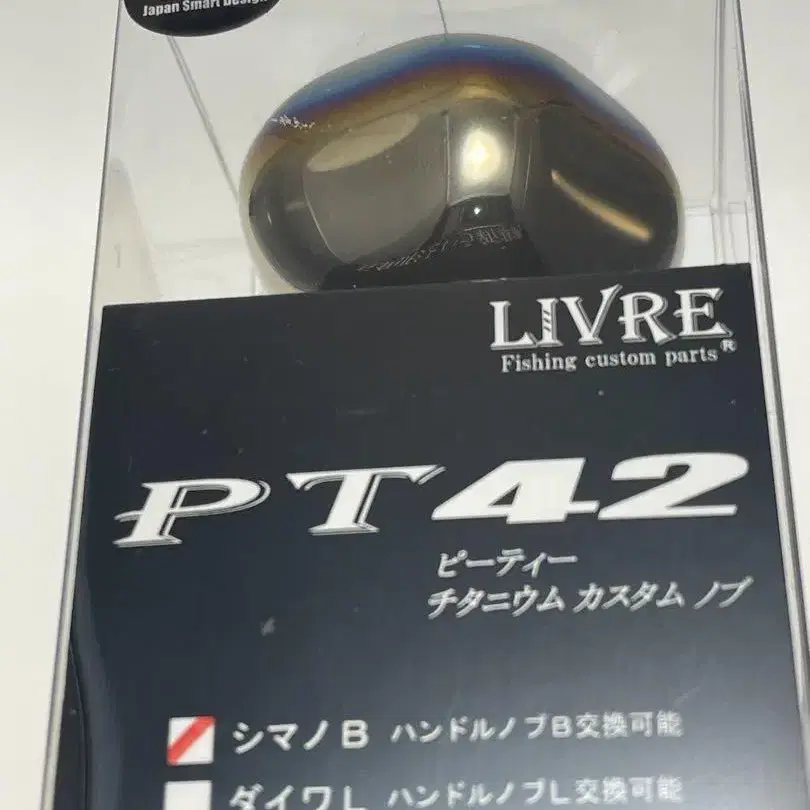 Japan Smart Design
LIVRE
Fishing custom parts®
PT42
ピーティー
チタニウム カスタム ノブ
シマノB ハンドルノブB交換可能
ダイワL ハンドルノブL交換可能